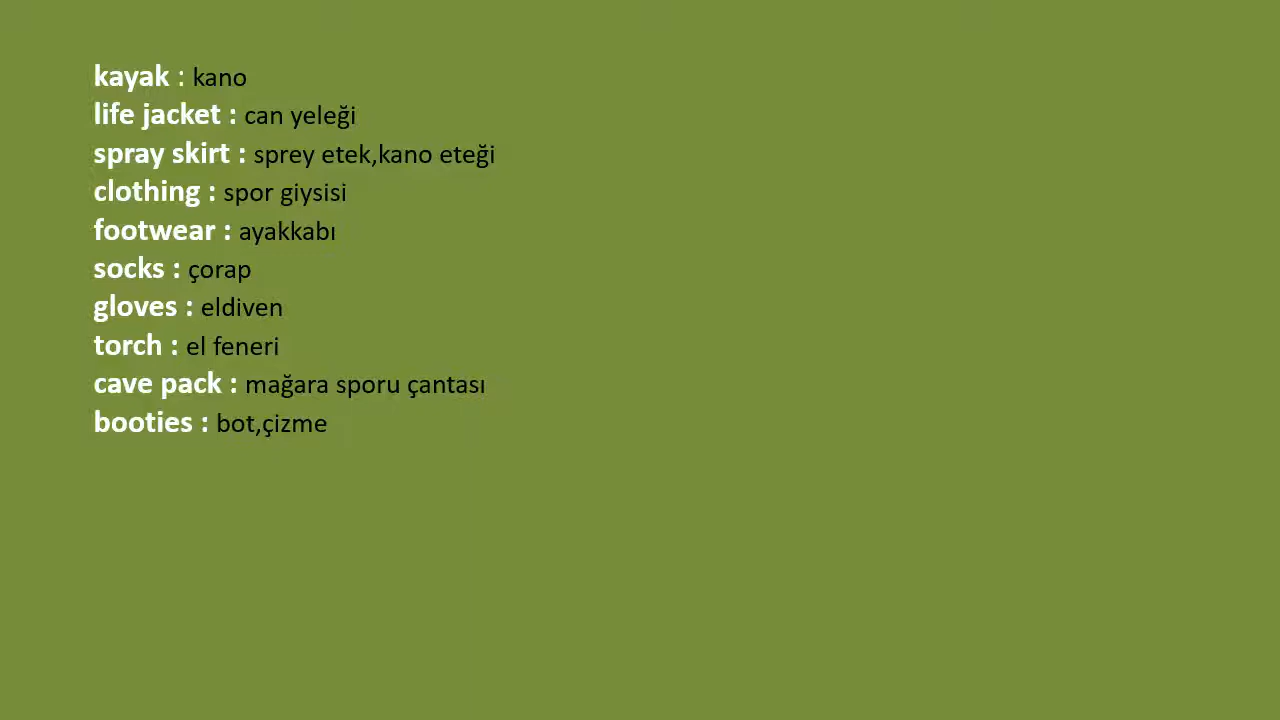 kayak : kano
life jacket : can yeleği
spray skirt : sprey etek,kano eteği
clothing : spor giysisi
footwear : ayakkabı
socks : çorap
gloves : eldiven
torch : el feneri
cave pack : mağara sporu çantası
booties : bot,çizme